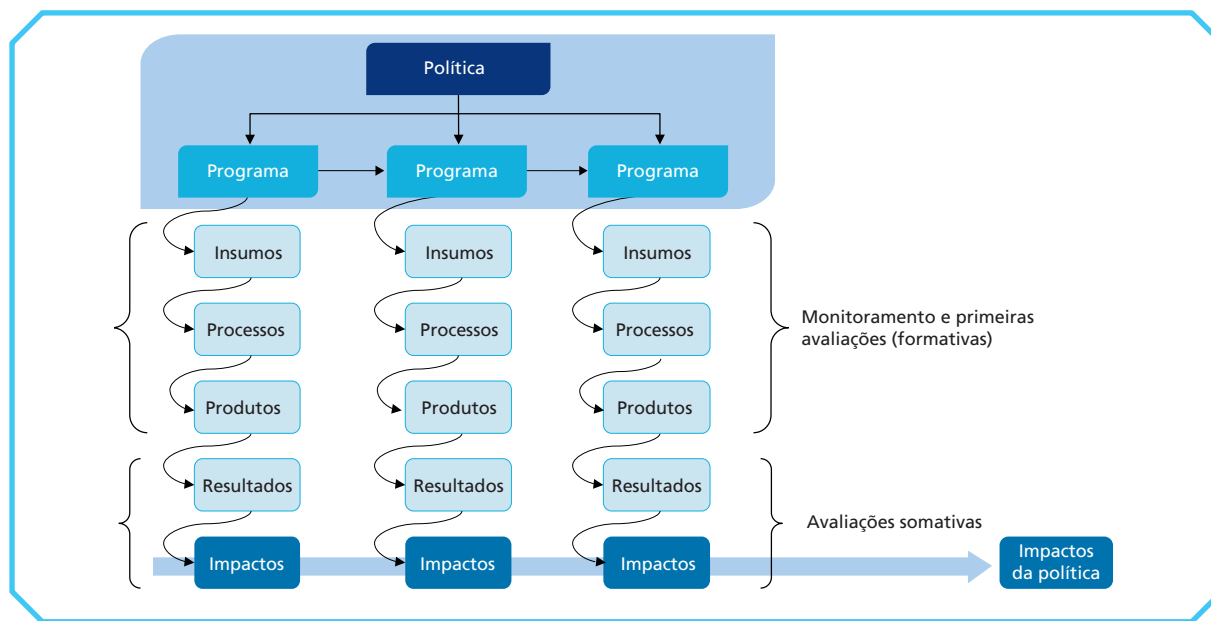 Política
Programa
Programa
Programa
Insumos
Insumos
Insumos
Processos
Processos
Processos
Monitoramento e primeiras
avaliações (formativas)
Produtos
Produtos
Produtos
Resultados
Resultados
Resultados
Avaliações somativas
Impactos
Impactos
Impactos
Impactos
da política